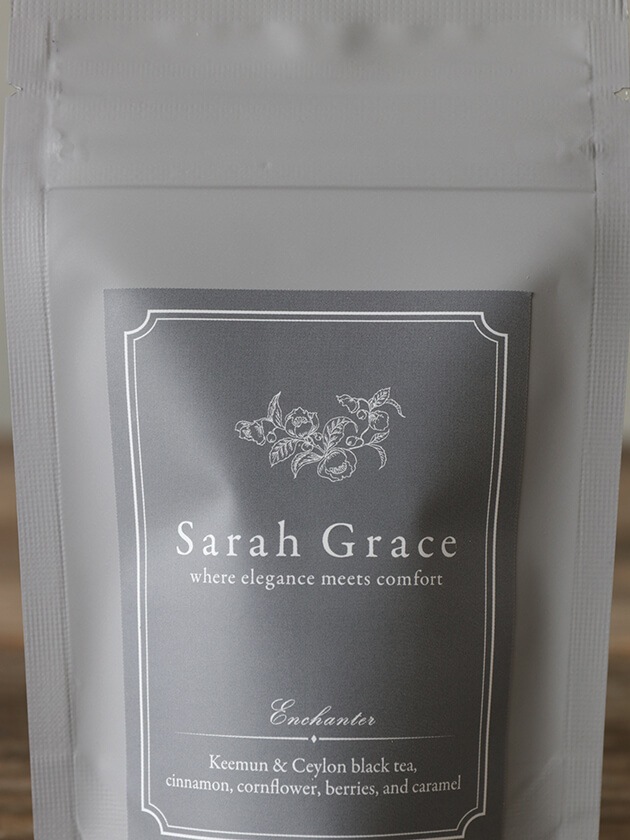 Sarah Grace
where elegance meets comfort
Enchanter
Keemun & Ceylon black tea,
cinnamon, cornflower, berries, and caramel